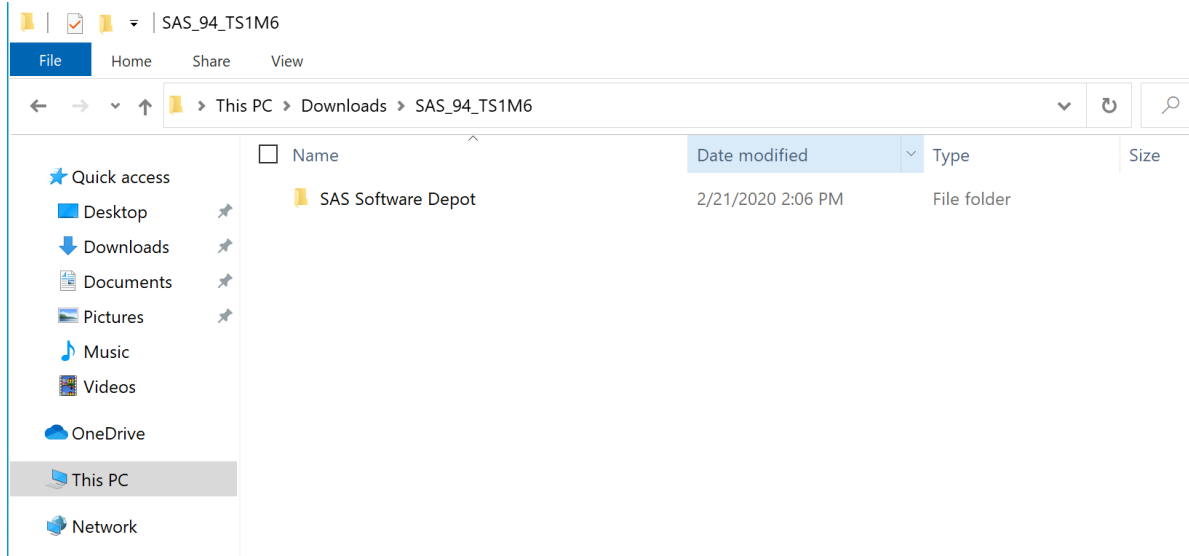 SAS_94_TS1M6
File Home Share View
This PC Downloads SAS_94_TS1M6
Name Date modified Type Size
SAS Software Depot 2/21/2020 2:06 PM File folder
Quick access
Desktop
Downloads
Documents
Pictures
Music
Videos
OneDrive
This PC
Network